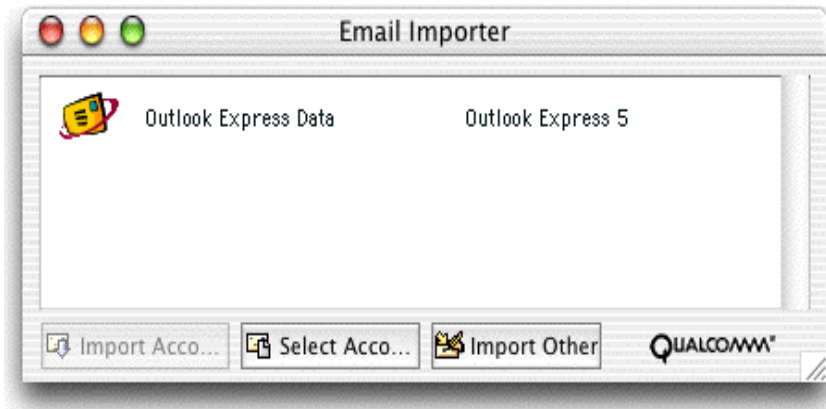 Email Importer
Outlook Express Data Outlook Express 5
Import Acco... Select Acco... Import Other QUALCOMM